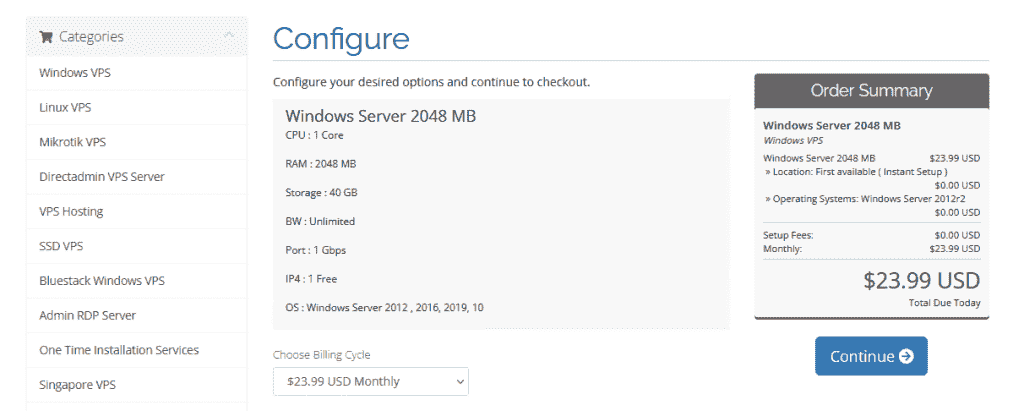 Categories
Windows VPS
Linux VPS
Mikrotik VPS
Directadmin VPS Server
VPS Hosting
SSD VPS
Bluestack Windows VPS
Admin RDP Server
One Time Installation Services
Singapore VPS
Configure
Configure your desired options and continue to checkout.
Windows Server 2048 MB
CPU : 1 Core
RAM : 2048 MB
Storage : 40 GB
BW : Unlimited
Port : 1 Gbps
IP4 : 1 Free
OS : Windows Server 2012 , 2016, 2019, 10
Choose Billing Cycle
$23.99 USD Monthly
Order Summary
Windows Server 2048 MB
Windows VPS
Windows Server 2048 MB $23.99 USD
» Location: First available ( Instant Setup )
$0.00 USD
» Operating Systems: Windows Server 2012r2
$0.00 USD
Setup Fees: $0.00 USD
Monthly: $23.99 USD
$23.99 USD
Total Due Today
Continue